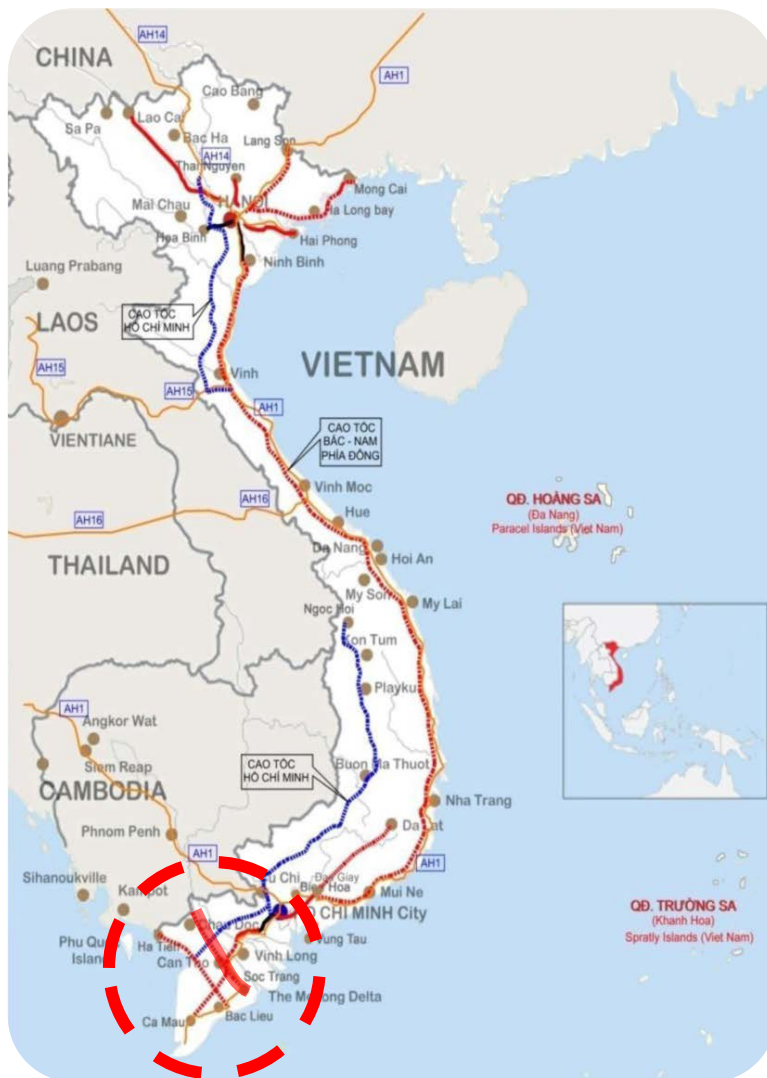 AH14
CHINA
AH1
Cao Bang
Lao Cai
Sa Pa
Bac Ha
Lang Son
AH14
Thai Nguyen
Mong Cai
HANOI
Mai Chau
Ha Long bay
Hoa Binh
Hai Phong
Ninh Binh
Luang Prabang
CAO TỐC
HỒ CHÍ MINH
LAOS
VIETNAM
AH15
Vinh
AH15
AH1
VIENTIANE
CAO TỐC
BẮC - NAM
PHÍA ĐÔNG
Vinh Moc
AH16
QĐ. HOÀNG SA
(Đa Nang)
Paracel Islands (Viet Nam)
AH16
Hue
Da Nang
Hoi An
THAILAND
My Son
My Lai
Ngoc Hoi
Kon Tum
Playku
AH1
Angkor Wat
Siem Reap
CAO TỐC
HỒ CHÍ MINH
Buon Ma Thuot
CAMBODIA
Nha Trang
Da Lat
Phnom Penh
AH1
AH1
Sihanoukville
Cu Chi
Dau Giay
Bien Hoa
Mui Ne
Kampot
HO CHI MINH City
QĐ. TRƯỜNG SA
(Khanh Hoa)
Spratly Islands (Viet Nam)
Chau Doc
Phu Quoc
Island
Ha Tien
Vung Tau
Can Tho
Vinh Long
Soc Trang
The Mekong Delta
Ca Mau
Bac Lieu